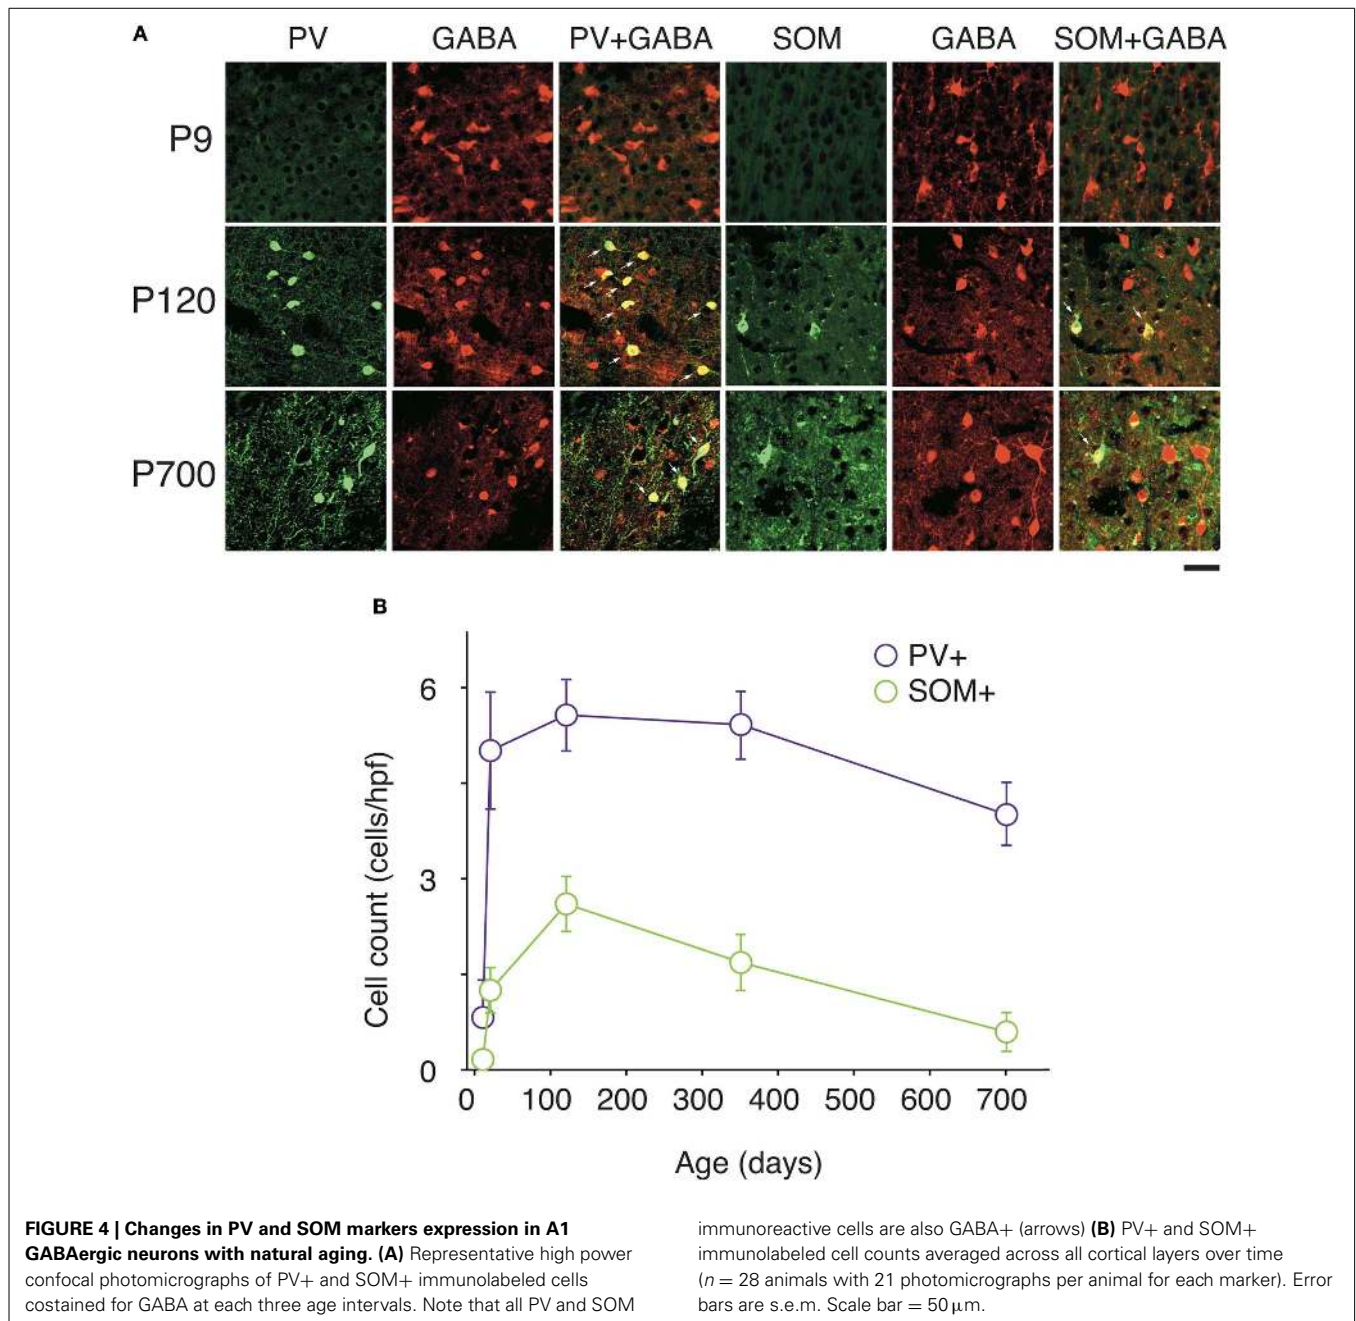 A
PV GABA PV+GABA SOM GABA SOM+GABA
P9
P120
P700
B
PV+
SOM+
6
3
0
Cell count (cells/hpf)
0 100 200 300 400 500 600 700
Age (days)
FIGURE 4 | Changes in PV and SOM markers expression in A1
GABAergic neurons with natural aging. (A) Representative high power
confocal photomicrographs of PV+ and SOM+ immunolabeled cells
costained for GABA at each three age intervals. Note that all PV and SOM
immunoreactive cells are also GABA+ (arrows) (B) PV+ and SOM+
immunolabeled cell counts averaged across all cortical layers over time
(n = 28 animals with 21 photomicrographs per animal for each marker). Error
bars are s.e.m. Scale bar = 50 μm.